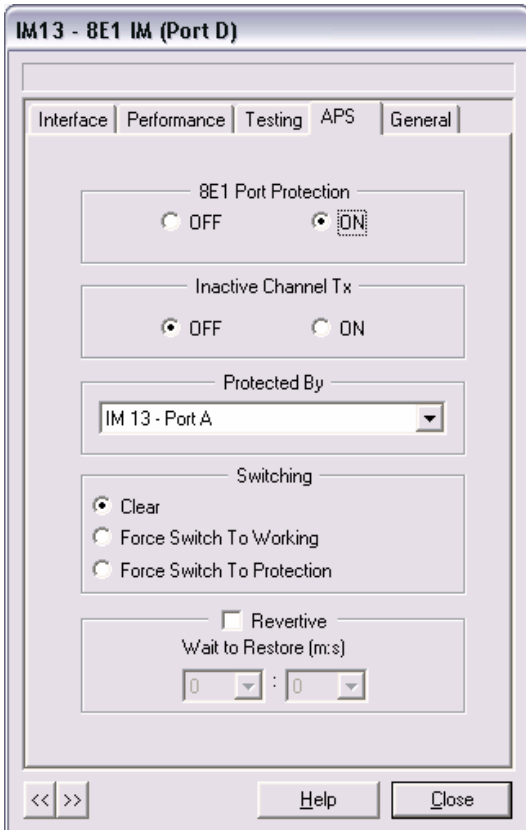 IM13 - 8E1 IM (Port D)
Interface Performance Testing APS General
8E1 Port Protection
OFF ON
Inactive Channel Tx
OFF ON
Protected By
IM 13 - Port A
Switching
Clear
Force Switch To Working
Force Switch To Protection
Revertive
Wait to Restore (m:s)
0 : 0
<< >> Help Close